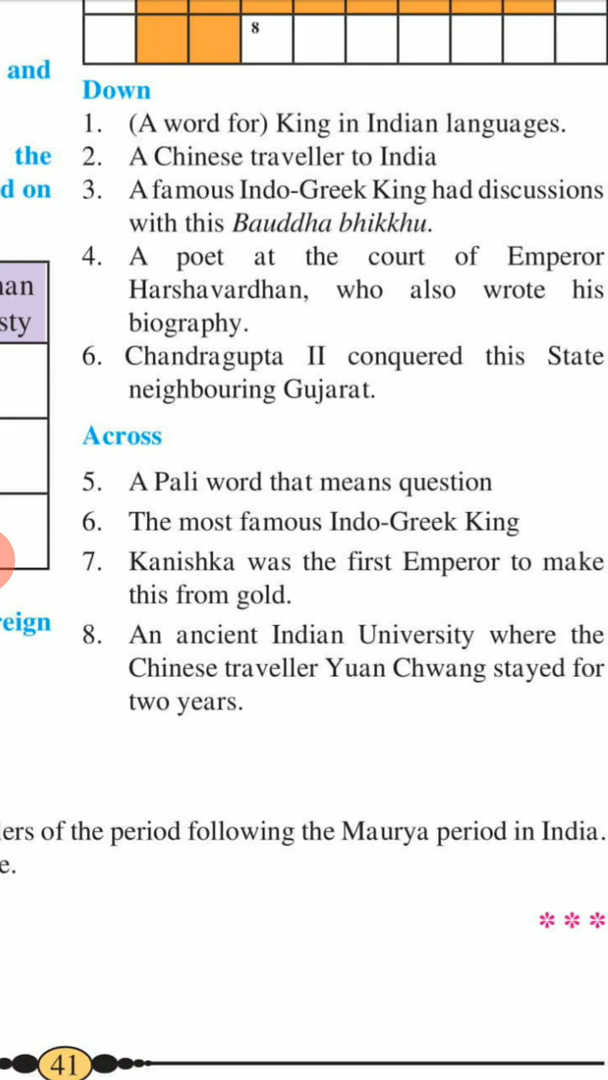 8
and
Down
1. (A word for) King in Indian languages.
the
2. A Chinese traveller to India
d on
3. A famous Indo-Greek King had discussions
with this Bauddha bhikkhu.
4. A poet at the court of Emperor
Harshavardhan, who also wrote his
biography.
an
sty
6. Chandragupta II conquered this State
neighbouring Gujarat.
Across
5. A Pali word that means question
6. The most famous Indo-Greek King
7. Kanishka was the first Emperor to make
this from gold.
eign
8. An ancient Indian University where the
Chinese traveller Yuan Chwang stayed for
two years.
ers of the period following the Maurya period in India.
e.
* * *
41